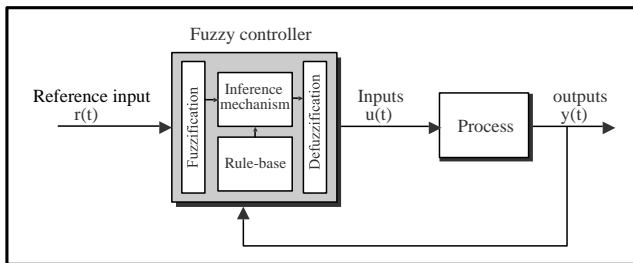 Fuzzy controller
Reference input
r(t)
Fuzzification
Inference
mechanism
Rule-base
Defuzzification
Inputs
u(t)
Process
outputs
y(t)